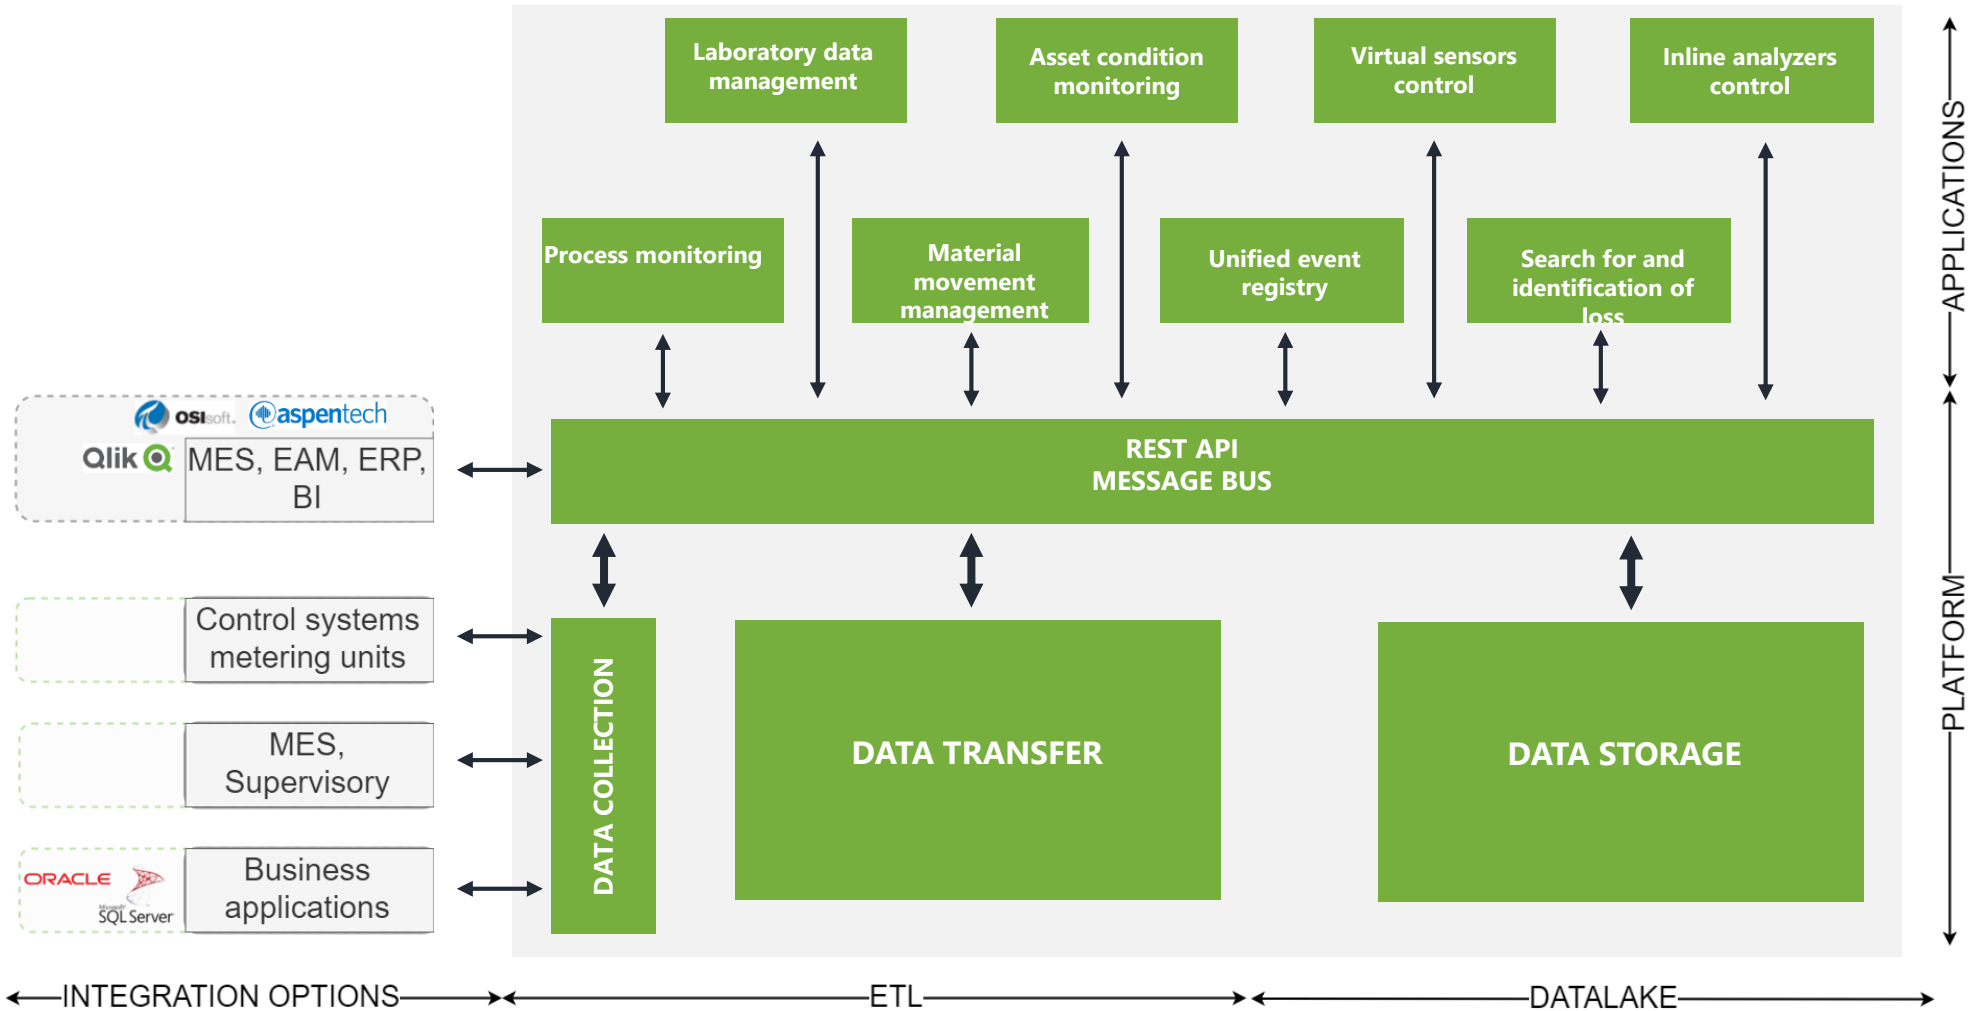 Laboratory data
management
Asset condition
monitoring
Virtual sensors
control
Inline analyzers
control
Process monitoring
Material
movement
management
Unified event
registry
Search for and
identification of
loss
APPLICATIONS
OSIsoft.
aspentech
Qlik
MES, EAM, ERP,
BI
REST API
MESSAGE BUS
Control systems
metering units
MES,
Supervisory
ORACLE
Microsoft
SQL Server
Business
applications
DATA COLLECTION
DATA TRANSFER
DATA STORAGE
PLATFORM
INTEGRATION OPTIONS
ETL
DATALAKE